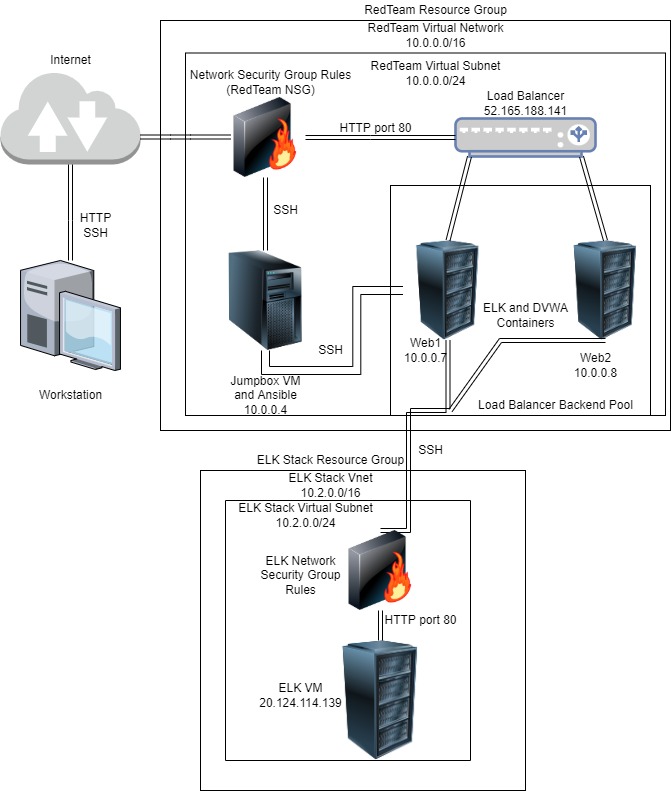 RedTeam Resource Group
RedTeam Virtual Network
10.0.0.0/16
RedTeam Virtual Subnet
10.0.0.0/24
Internet
Network Security Group Rules
(RedTeam NSG)
Load Balancer
52.165.188.141
HTTP port 80
HTTP
SSH
SSH
ELK and DVWA
Containers
SSH
Web1
10.0.0.7
Web2
10.0.0.8
Workstation
Jumpbox VM
and Ansible
10.0.0.4
Load Balancer Backend Pool
SSH
ELK Stack Resource Group
ELK Stack Vnet
10.2.0.0/16
ELK Stack Virtual Subnet
10.2.0.0/24
ELK Network
Security Group
Rules
HTTP port 80
ELK VM
20.124.114.139